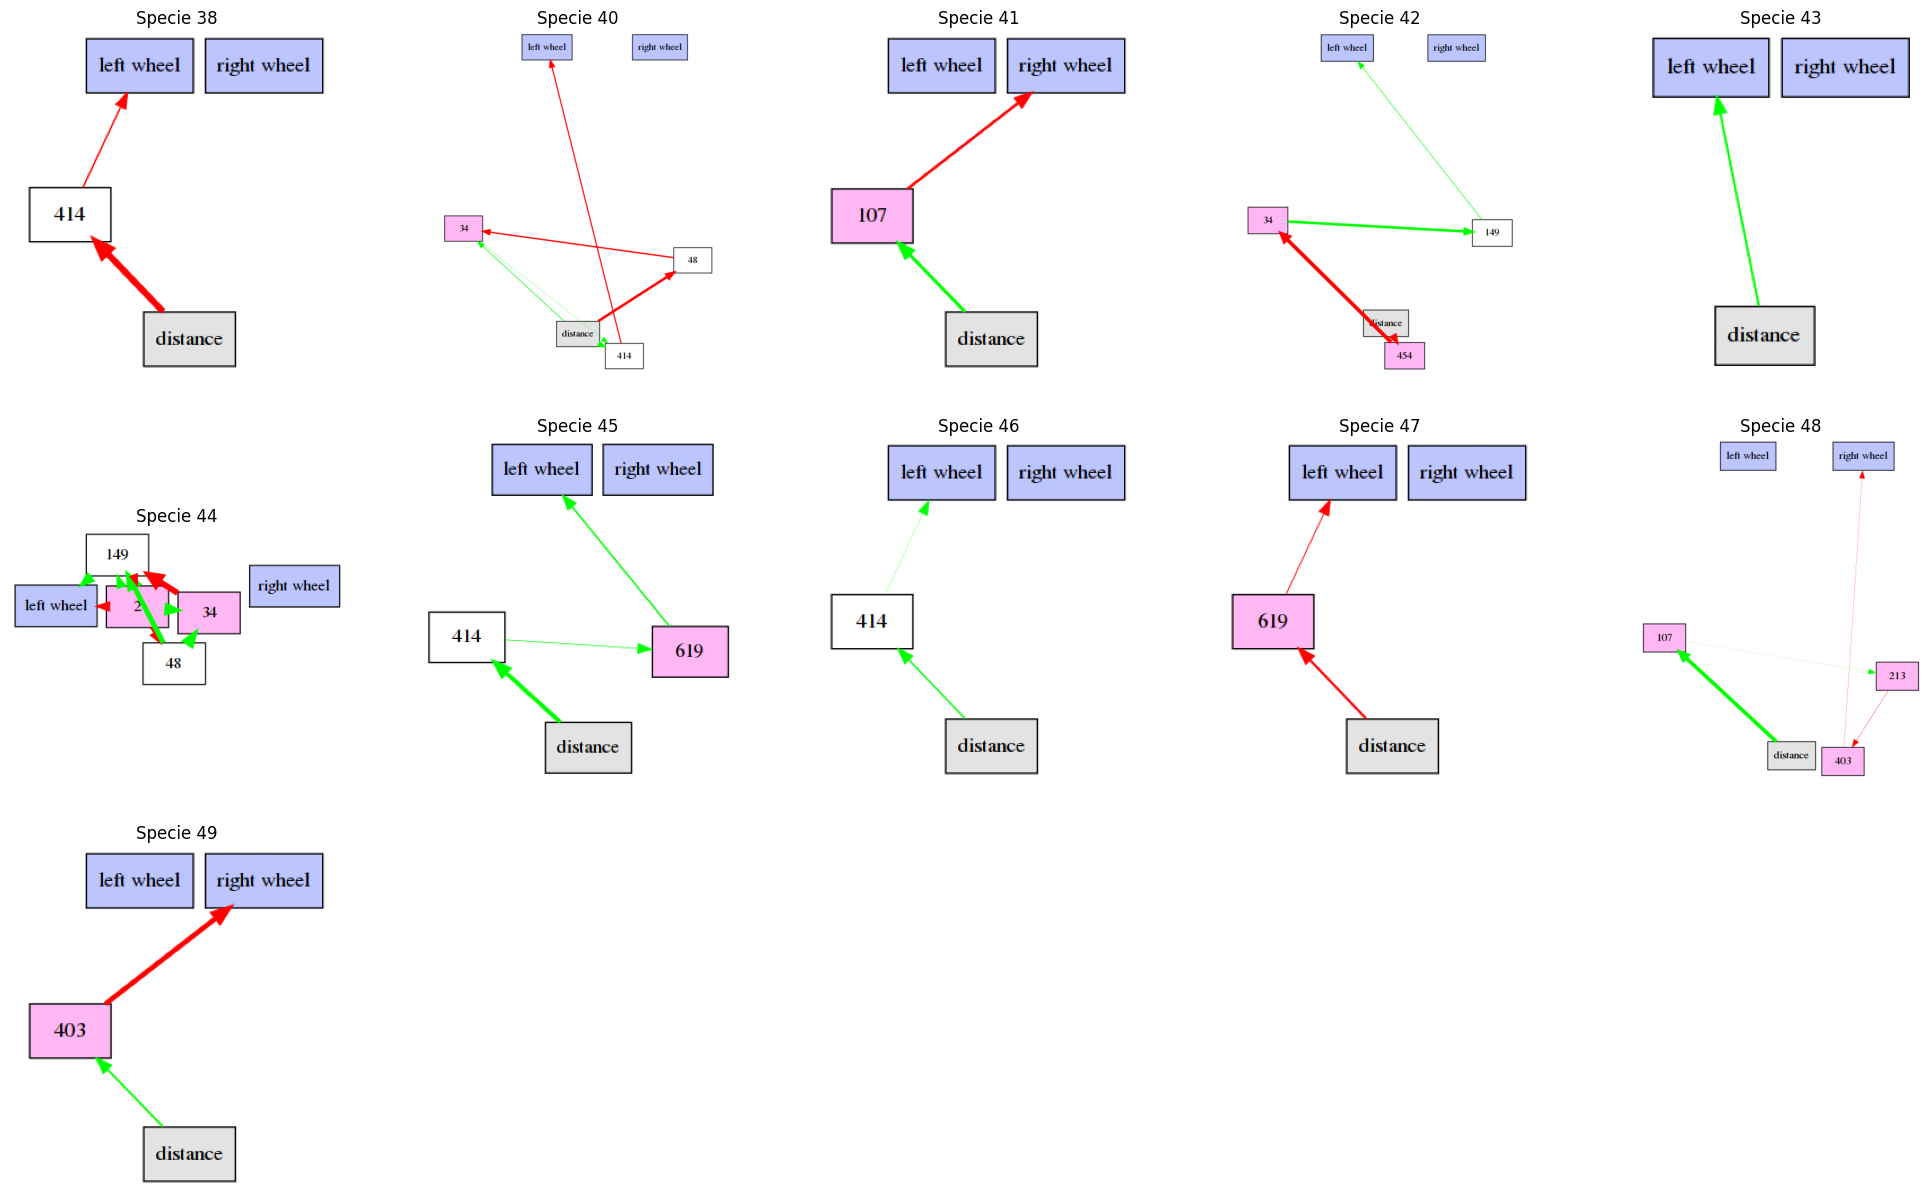 Specie 38
left wheel
right wheel
414
distance
Specie 40
left wheel
right wheel
34
48
distance
414
Specie 41
left wheel
right wheel
107
distance
Specie 42
left wheel
right wheel
34
149
distance
454
Specie 43
left wheel
right wheel
distance
Specie 44
149
left wheel
2
34
right wheel
48
Specie 45
left wheel
right wheel
414
619
distance
Specie 46
left wheel
right wheel
414
distance
Specie 47
left wheel
right wheel
619
distance
Specie 48
left wheel
right wheel
107
213
distance
403
Specie 49
left wheel
right wheel
403
distance